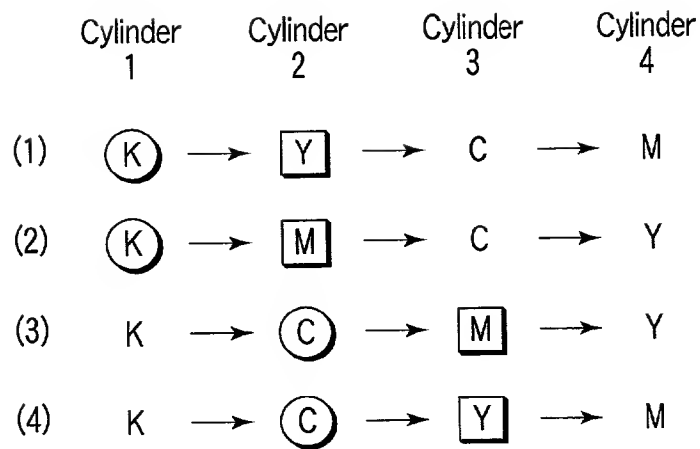 Cylinder Cylinder Cylinder Cylinder
1 2 3 4
(1) K → Y → C → M
(2) K → M → C → Y
(3) K → C → M → Y
(4) K → C → Y → M